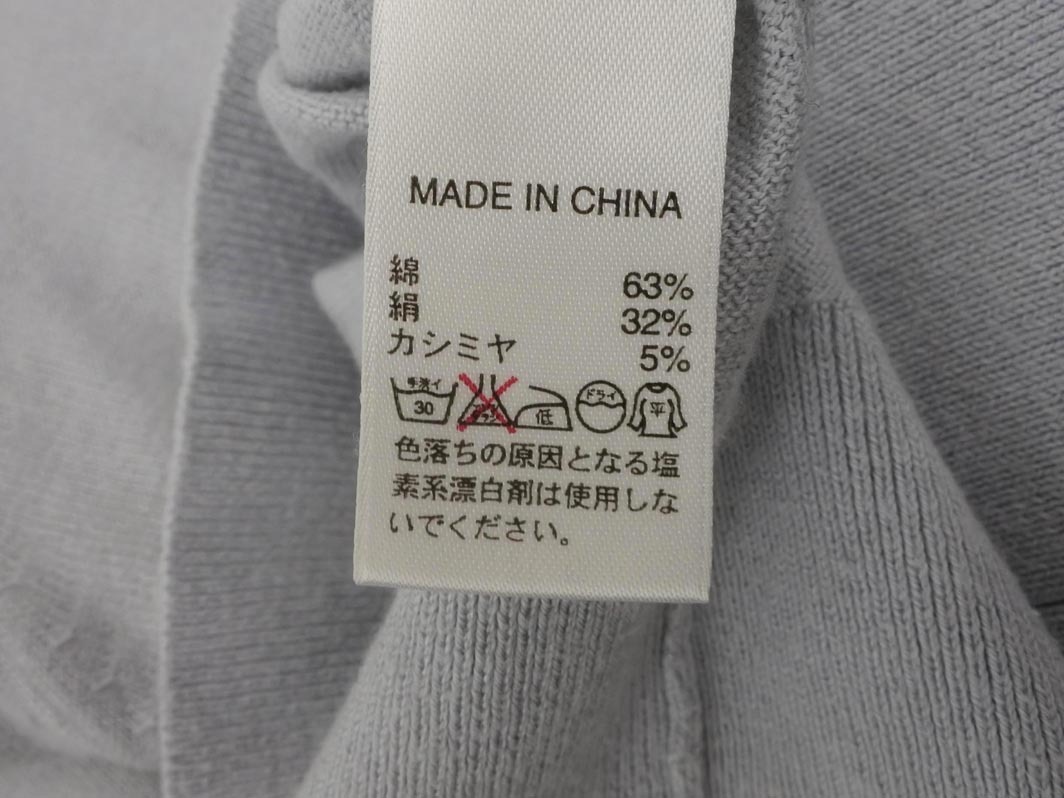 MADE IN CHINA
綿 63%
絹 32%
カシミヤ 5%
手洗イ 30 低 ドライ 平
色落ちの原因となる塩
素系漂白剤は使用しな
いでください。